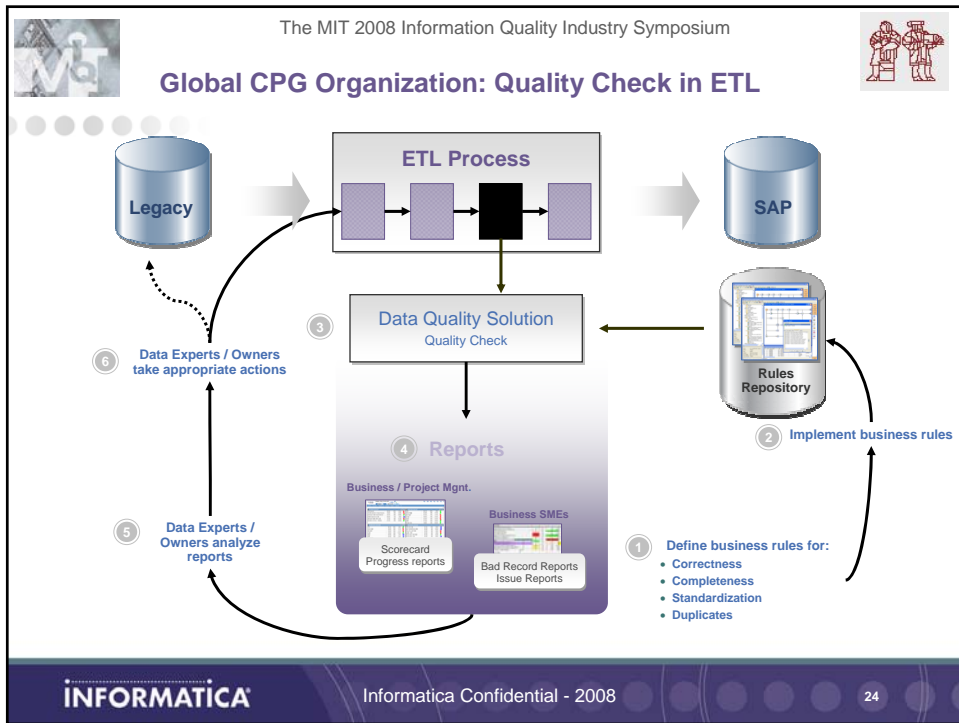 The MIT 2008 Information Quality Industry Symposium
Global CPG Organization: Quality Check in ETL
Legacy
ETL Process
SAP
3
Data Quality Solution
Quality Check
Rules
Repository
6
Data Experts / Owners
take appropriate actions
2
Implement business rules
4
Reports
Business / Project Mgnt.
Scorecard
Progress reports
Business SMEs
Bad Record Reports
Issue Reports
5
Data Experts /
Owners analyze
reports
1
Define business rules for:
• Correctness
• Completeness
• Standardization
• Duplicates
INFORMATICA
Informatica Confidential - 2008
24